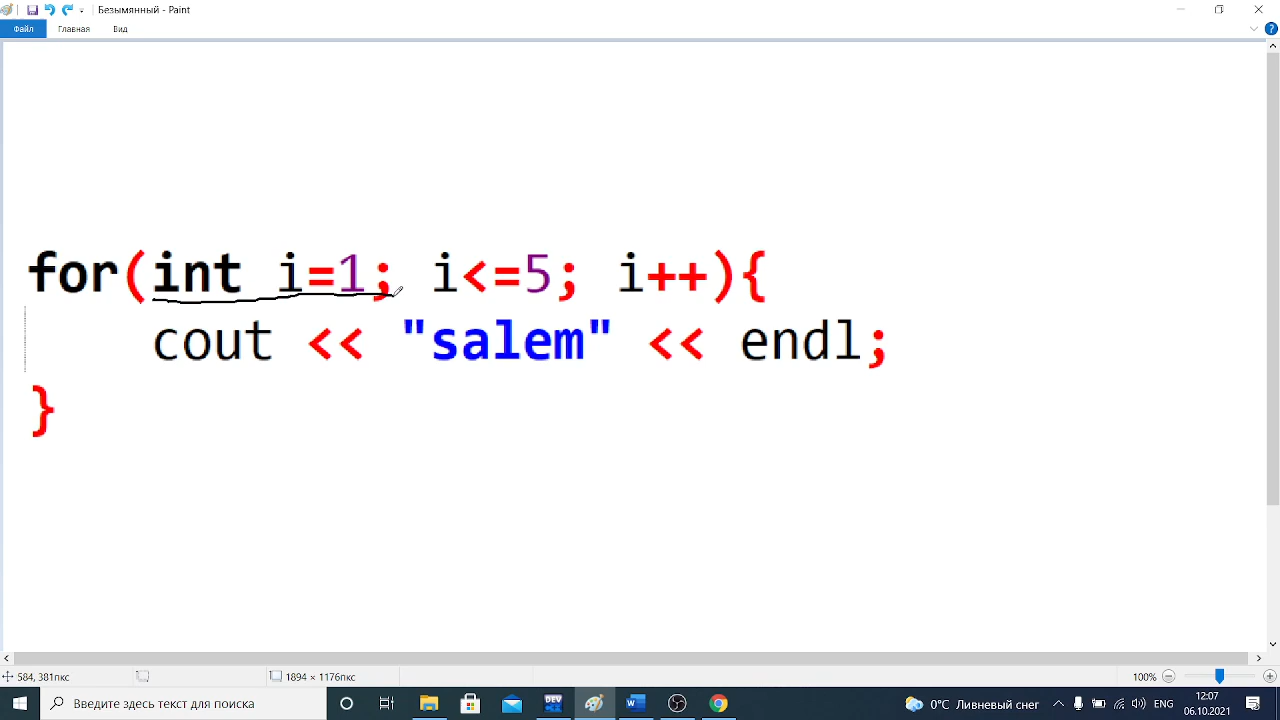 Безымянный - Paint
Файл Главная Вид
for(int i=1; i<=5; i++){
cout << "salem" << endl;
}
584, 381пкс 1894 × 1176пкс 100%
Введите здесь текст для поиска DEV 0°C Ливневый снег ENG 12:07
06.10.2021